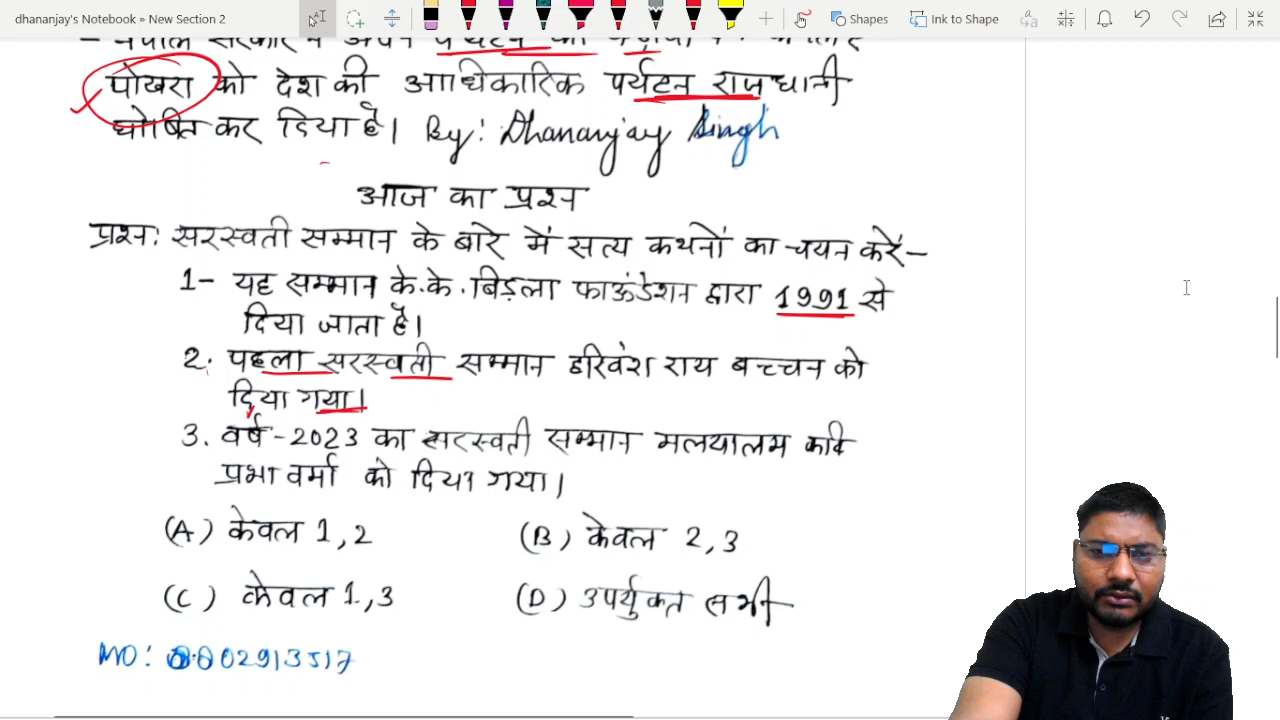 dhananjay's Notebook » New Section 2
Shapes
Ink to Shape
पोखरा को देश की आधिकारिक पर्यटन राजधानी
घोषित कर दिया है। By: Dhananjay Singh
आज का प्रश्न
प्रश्न: सरस्वती सम्मान के बारे में सत्य कथनों का चयन करें-
1- यह सम्मान के.के. बिड़ला फाऊंडेशन द्वारा 1991 से
दिया जाता है।
2. पहला सरस्वती सम्मान हरिवंश राय बच्चन को
दिया गया।
3. वर्ष-2023 का सरस्वती सम्मान मलयालम कवि
प्रभा वर्मा को दिया गया।
(A) केवल 1,2
(B) केवल 2,3
(C) केवल 1,3
(D) उपर्युक्त सभी
MO: